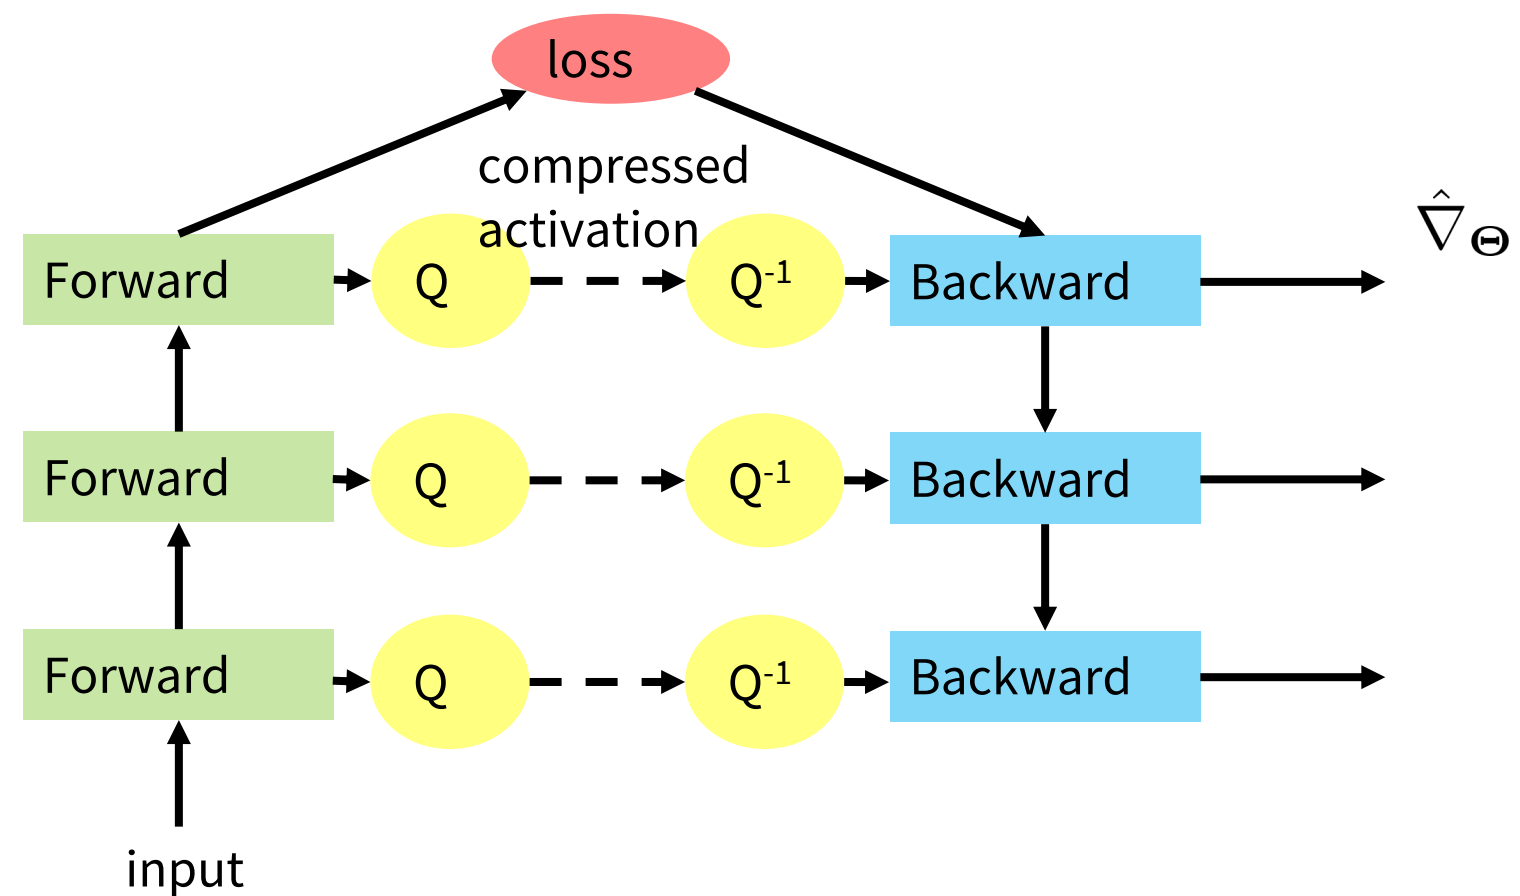 loss
compressed
activation
∇̂Θ
Forward
Q
Q⁻¹
Backward
Forward
Q
Q⁻¹
Backward
Forward
Q
Q⁻¹
Backward
input